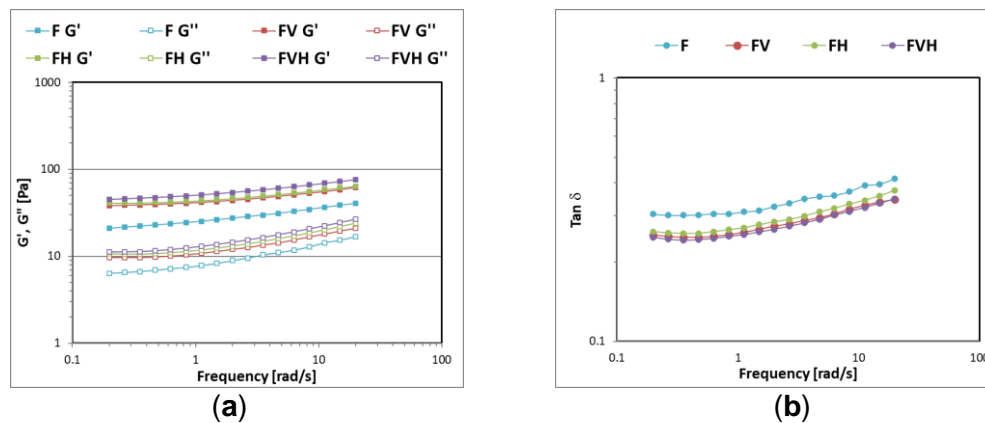 F G' F G'' FV G' FV G''
FH G' FH G'' FVH G' FVH G''
1000
100
10
1
0.1 1 10 100
G', G'' [Pa]
Frequency [rad/s]
(a)
F FV FH FVH
1
0.1
0.1 1 10 100
Tan δ
Frequency [rad/s]
(b)